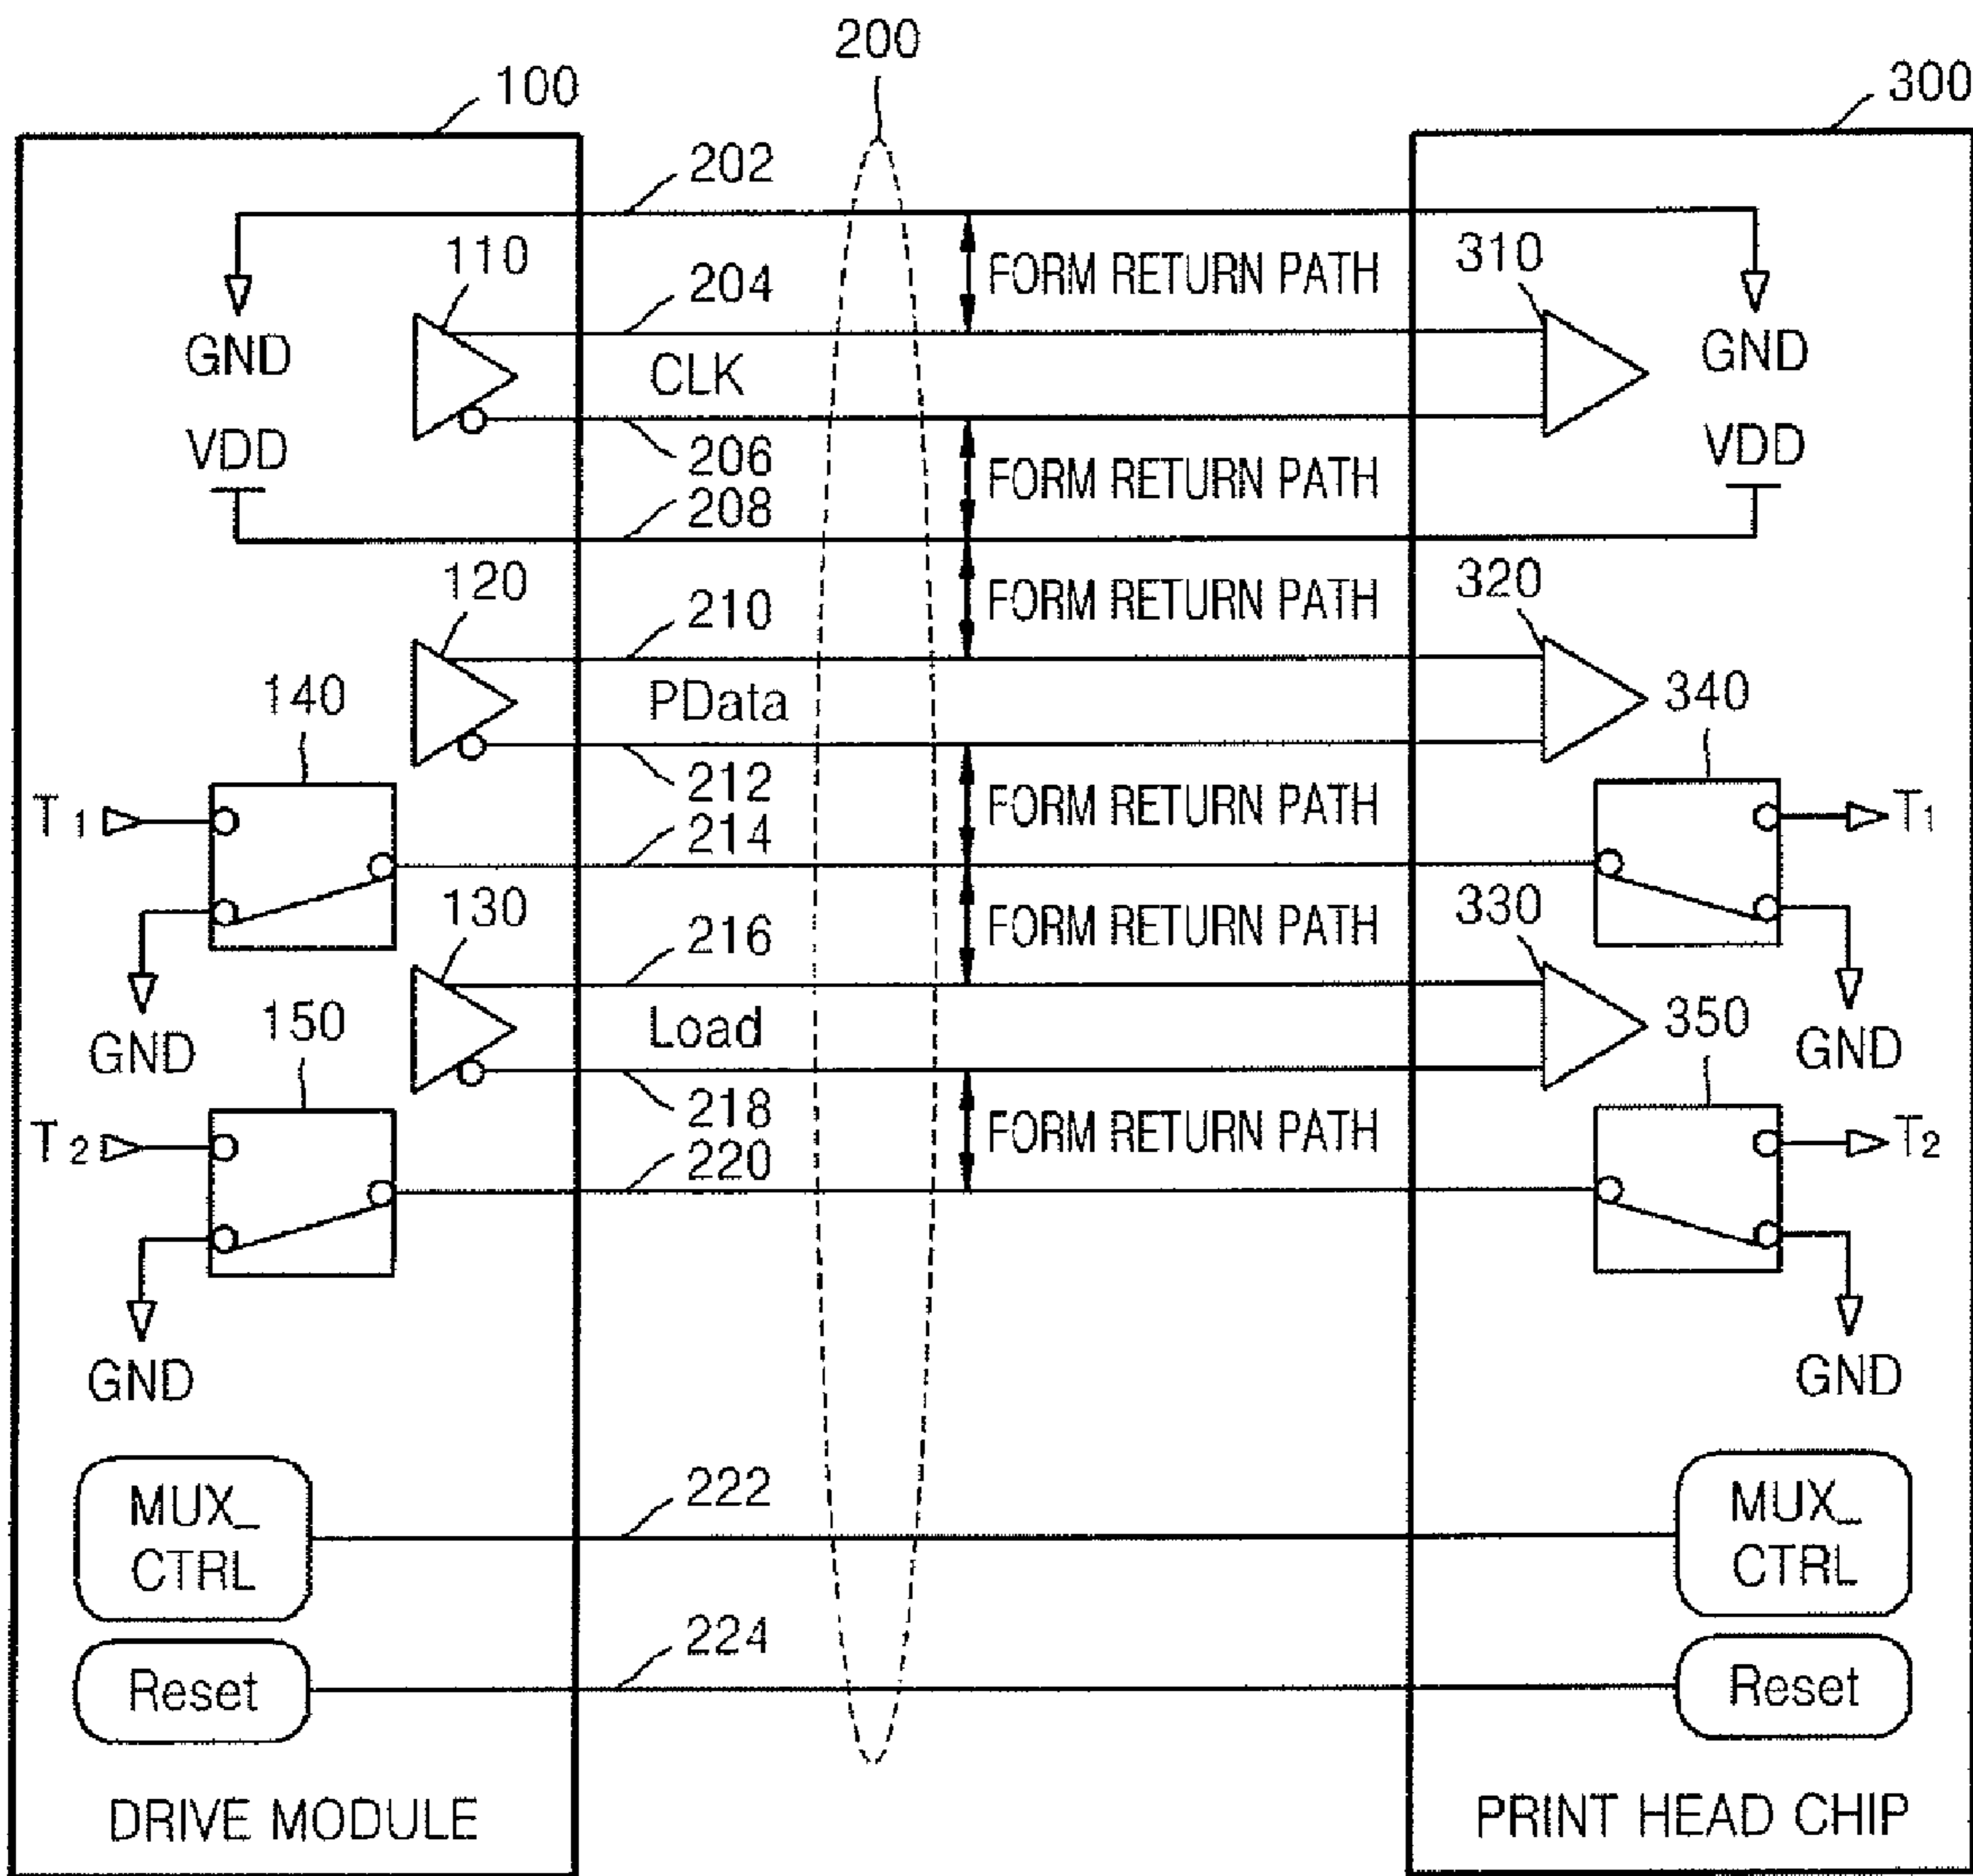 200
100
300
202
110
204
FORM RETURN PATH
310
GND
CLK
GND
VDD
206
FORM RETURN PATH
VDD
208
120
210
FORM RETURN PATH
320
140
PData
340
T1
212
FORM RETURN PATH
T1
214
130
216
FORM RETURN PATH
330
GND
150
Load
350
GND
T2
218
FORM RETURN PATH
T2
220
GND
GND
MUX_
CTRL
222
MUX_
CTRL
Reset
224
Reset
DRIVE MODULE
PRINT HEAD CHIP